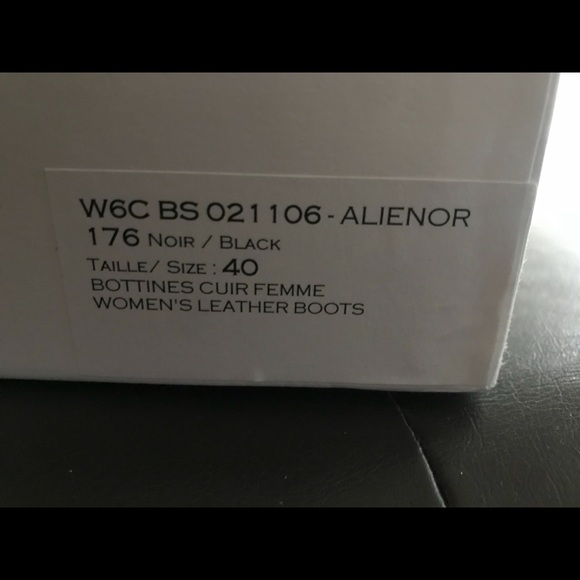 W6C BS 021106 - ALIENOR
176 NOIR / BLACK
TAILLE/ SIZE : 40
BOTTINES CUIR FEMME
WOMEN'S LEATHER BOOTS